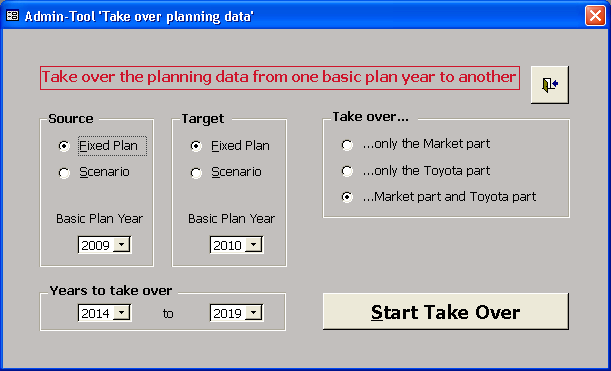 Admin-Tool 'Take over planning data'
Take over the planning data from one basic plan year to another
Source
Fixed Plan
Scenario
Basic Plan Year
2009
Target
Fixed Plan
Scenario
Basic Plan Year
2010
Take over...
...only the Market part
...only the Toyota part
...Market part and Toyota part
Years to take over
2014 to 2019
Start Take Over